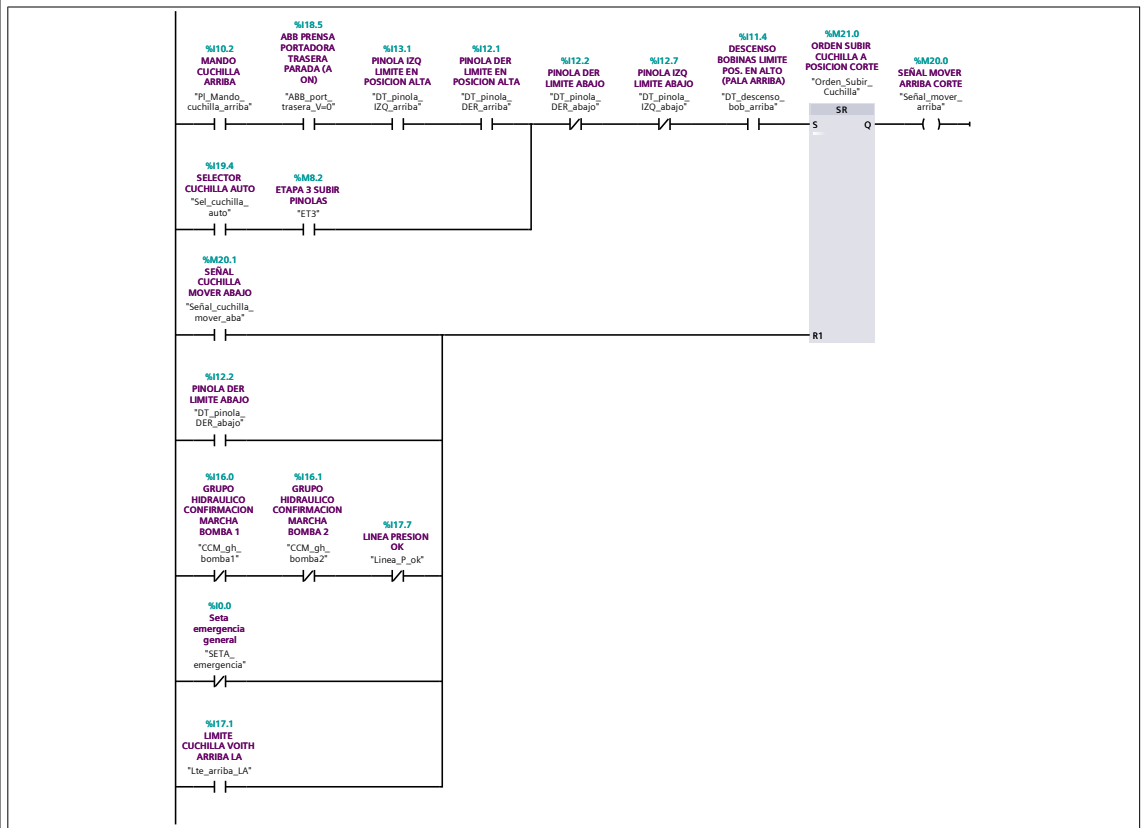 %I10.2
MANDO
CUCHILLA
ARRIBA
"PI_Mando_
cuchilla_arriba"
%I18.5
ABB PRENSA
PORTADORA
TRASERA
PARADA (A
ON)
"ABB_port_
trasera_V=0"
%I13.1
PINOLA IZQ
LIMITE EN
POSICION ALTA
"DT_pinola_
IZQ_arriba"
%I12.1
PINOLA DER
LIMITE EN
POSICION ALTA
"DT_pinola_
DER_arriba"
%I12.2
PINOLA DER
LIMITE ABAJO
"DT_pinola_
DER_abajo"
%I12.7
PINOLA IZQ
LIMITE ABAJO
"DT_pinola_
IZQ_abajo"
%I11.4
DESCENSO
BOBINAS LIMITE
POS. EN ALTO
(PALA ARRIBA)
"DT_descenso_
bob_arriba"
%M21.0
ORDEN SUBIR
CUCHILLA A
POSICION CORTE
"Orden_Subir_
Cuchilla"
SR
S
Q
%M20.0
SEÑAL MOVER
ARRIBA CORTE
"Señal_mover_
arriba"
%I19.4
SELECTOR
CUCHILLA AUTO
"Sel_cuchilla_
auto"
%M8.2
ETAPA 3 SUBIR
PINOLAS
"ET3"
%M20.1
SEÑAL
CUCHILLA
MOVER ABAJO
"Señal_cuchilla_
mover_aba"
R1
%I12.2
PINOLA DER
LIMITE ABAJO
"DT_pinola_
DER_abajo"
%I16.0
GRUPO
HIDRAULICO
CONFIRMACION
MARCHA
BOMBA 1
"CCM_gh_
bomba1"
%I16.1
GRUPO
HIDRAULICO
CONFIRMACION
MARCHA
BOMBA 2
"CCM_gh_
bomba2"
%I17.7
LINEA PRESION
OK
"Linea_P_ok"
%I0.0
Seta
emergencia
general
"SETA_
emergencia"
%I17.1
LIMITE
CUCHILLA VOITH
ARRIBA LA
"Lte_arriba_LA"